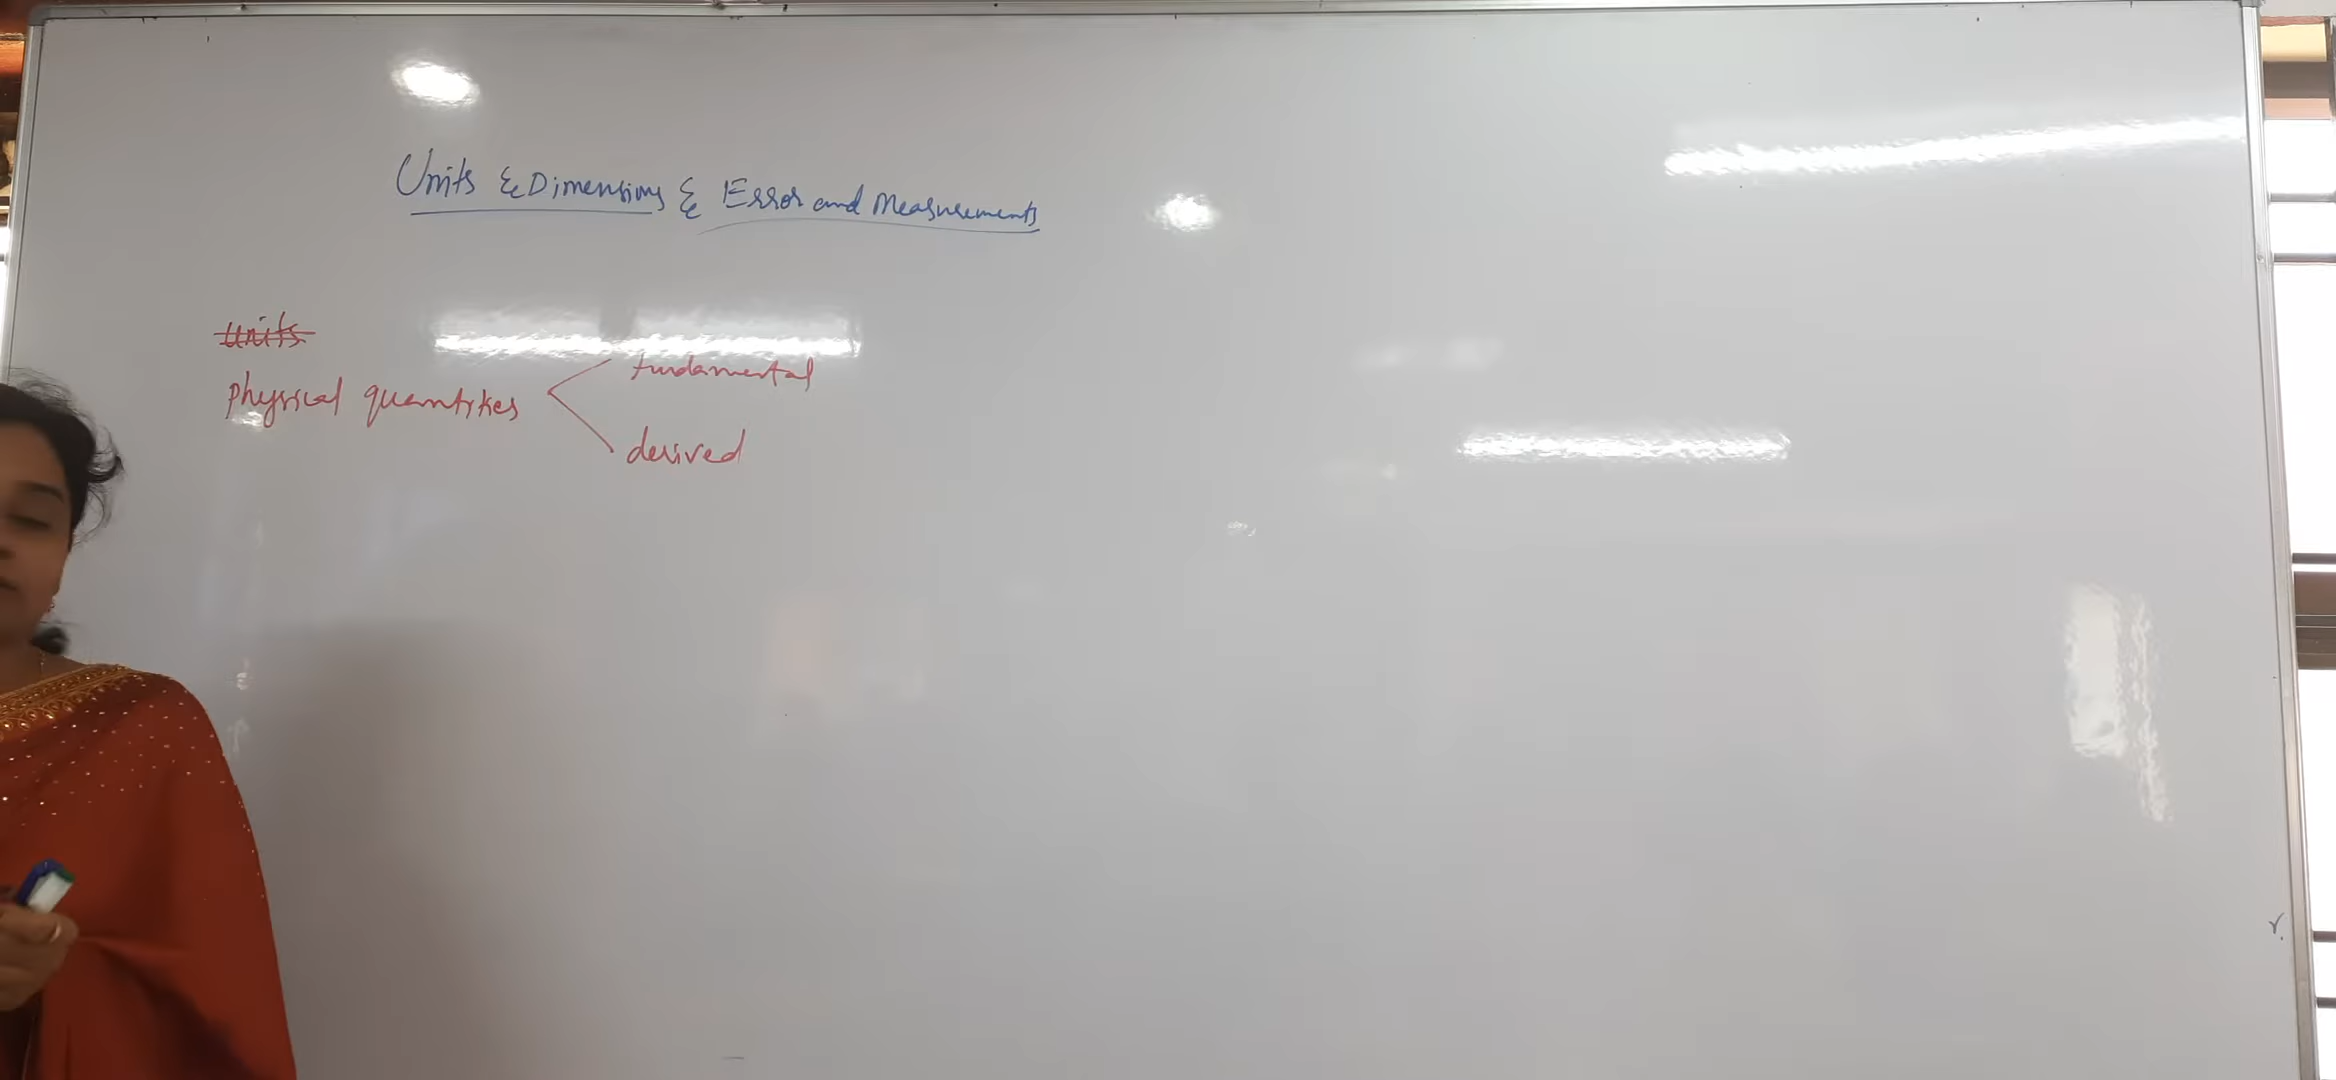 Units & Dimensions & Error and Measurements
Units
physical quantities
fundamental
derived